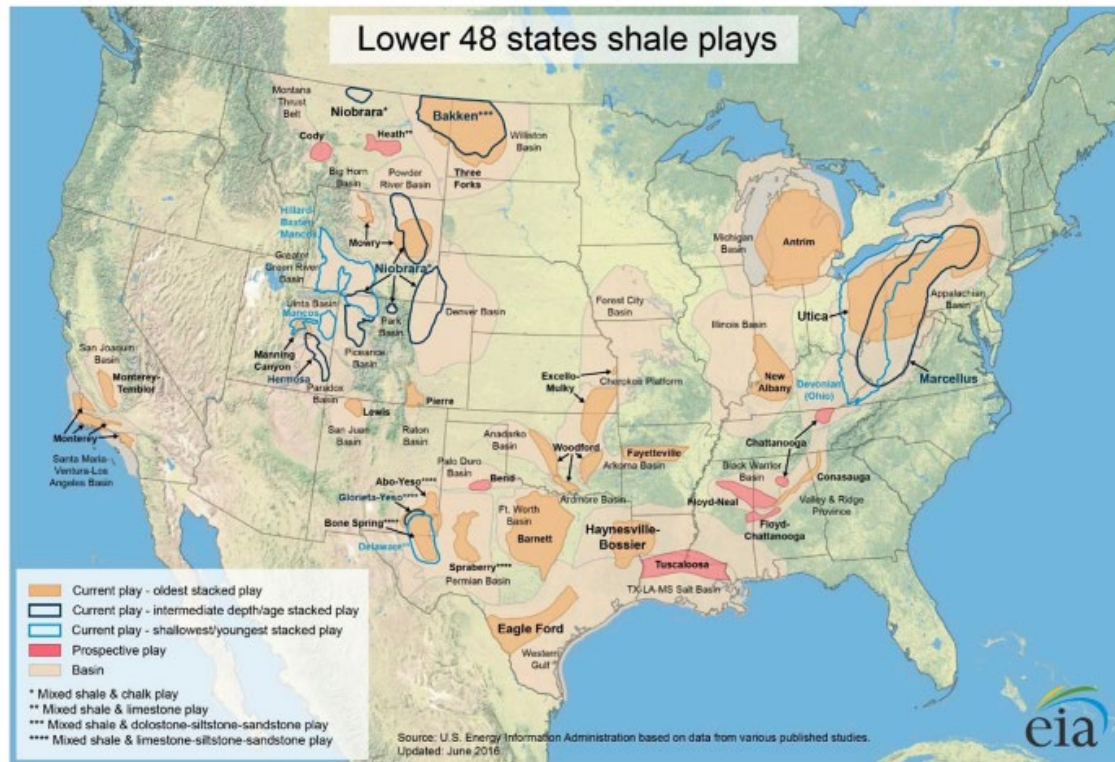 Lower 48 states shale plays
Montana
Thrust
Belt
Niobrara*
Bakken***
Williston
Basin
Cody
Heath**
Big Horn
Basin
Powder
River Basin
Three
Forks
Hilliard-
Baxter-
Mancos
Mowry
Greater
Green River
Basin
Niobrara*
Uinta Basin
Mancos
Park
Basin
Denver Basin
Manning
Canyon
Piceance
Basin
Hermosa
Paradox
Basin
San Joaquin
Basin
Monterey-
Temblor
Monterey
Santa Maria-
Ventura-Los
Angeles Basin
Lewis
San Juan
Basin
Pierre
Raton
Basin
Michigan
Basin
Antrim
Forest City
Basin
Illinois Basin
Utica
Appalachian
Basin
Excello-
Mulky
Cherokee Platform
New
Albany
Devonian
(Ohio)
Marcellus
Anadarko
Basin
Woodford
Fayetteville
Arkoma Basin
Chattanooga
Palo Duro
Basin
Bend
Ardmore Basin
Black Warrior
Basin
Conasauga
Abo-Yeso****
Glorieta-Yeso****
Bone Spring****
Delaware**
Ft. Worth
Basin
Barnett
Haynesville-
Bossier
Floyd-Neal
Valley & Ridge
Province
Floyd-
Chattanooga
Spraberry****
Permian Basin
Tuscaloosa
TX-LA-MS Salt Basin
Eagle Ford
Western
Gulf
Current play - oldest stacked play
Current play - intermediate depth/age stacked play
Current play - shallowest/youngest stacked play
Prospective play
Basin
* Mixed shale & chalk play
** Mixed shale & limestone play
*** Mixed shale & dolostone-siltstone-sandstone play
**** Mixed shale & limestone-siltstone-sandstone play
Source: U.S. Energy Information Administration based on data from various published studies.
Updated: June 2016
eia